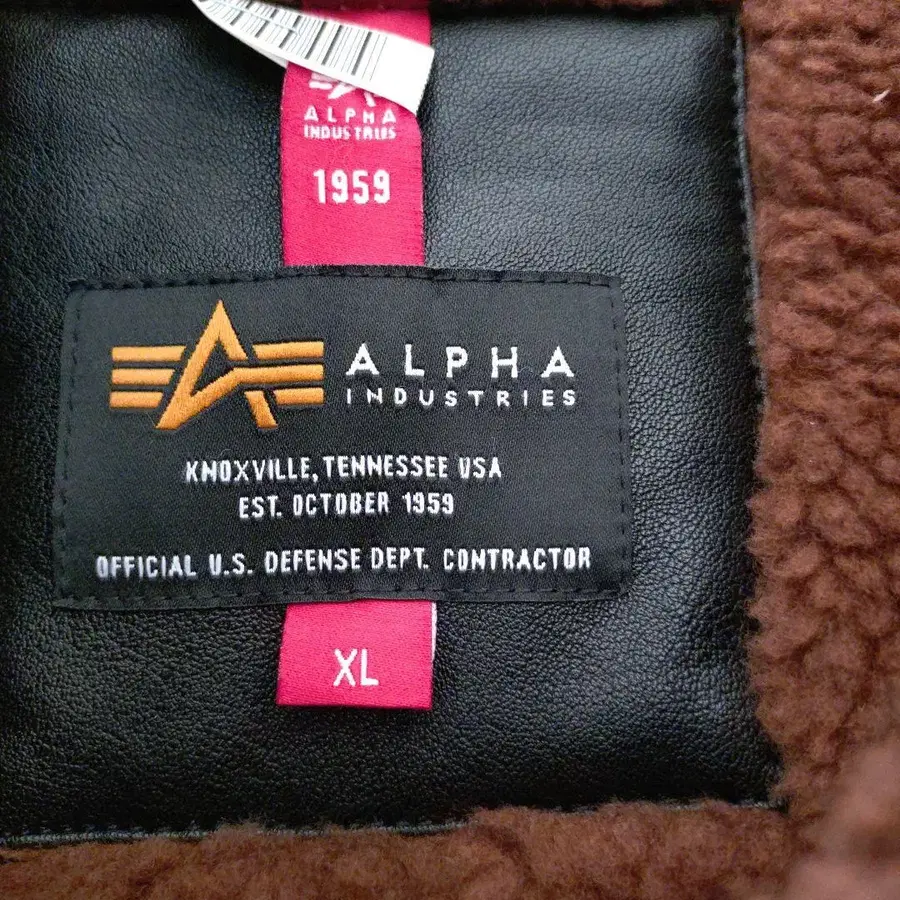 ALPHA
INDUSTRIES
1959
ALPHA
INDUSTRIES
KNOXVILLE, TENNESSEE USA
EST. OCTOBER 1959
OFFICIAL U.S. DEFENSE DEPT. CONTRACTOR
XL